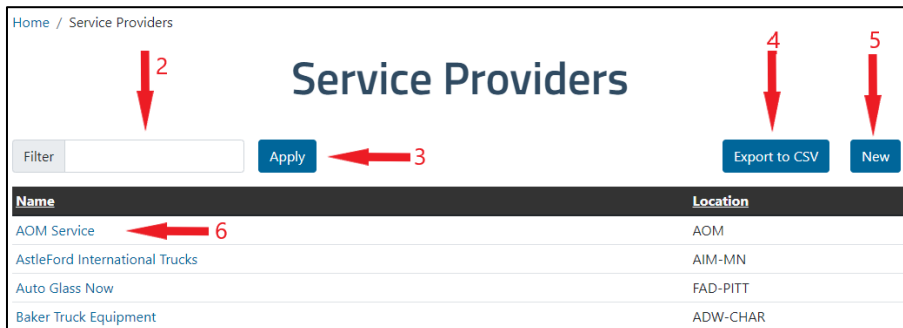 Home / Service Providers
2
4
5
Service Providers
Filter
Apply
3
Export to CSV
New
Name Location
AOM Service 6 AOM
AstleFord International Trucks AIM-MN
Auto Glass Now FAD-PITT
Baker Truck Equipment ADW-CHAR